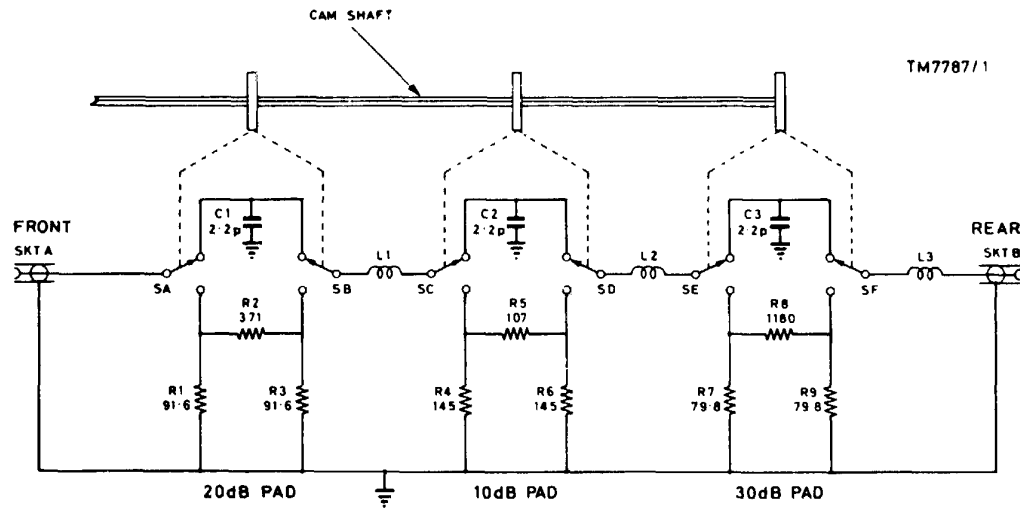 CAM SHAFT
TM7787/1
FRONT
SKT A
C1
2·2p
C2
2·2p
C3
2·2p
REAR
SKT B
L1
L2
L3
SA
SB
SC
SD
SE
SF
R2
371
R5
107
R8
1180
R1
91·6
R3
91·6
R4
145
R6
145
R7
79·8
R9
79·8
20dB PAD
10dB PAD
30dB PAD